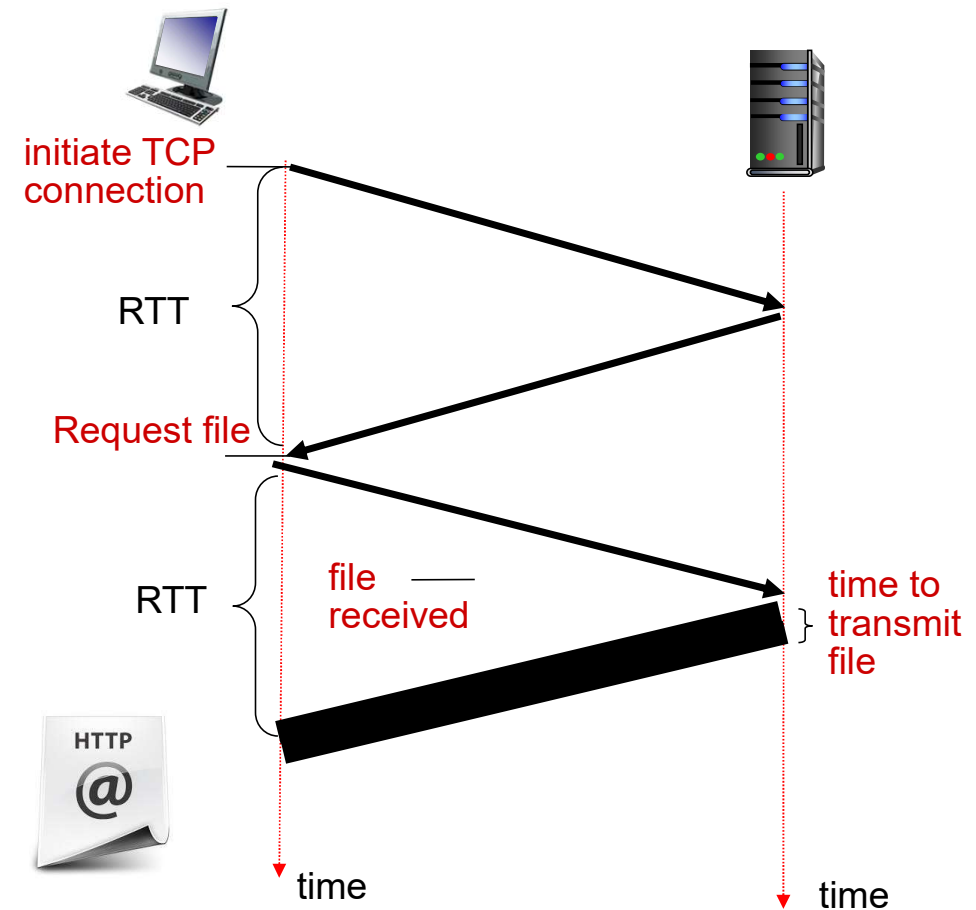 initiate TCP
connection
RTT
Request file
RTT
file
received
time to
transmit
file
HTTP
@
time
time